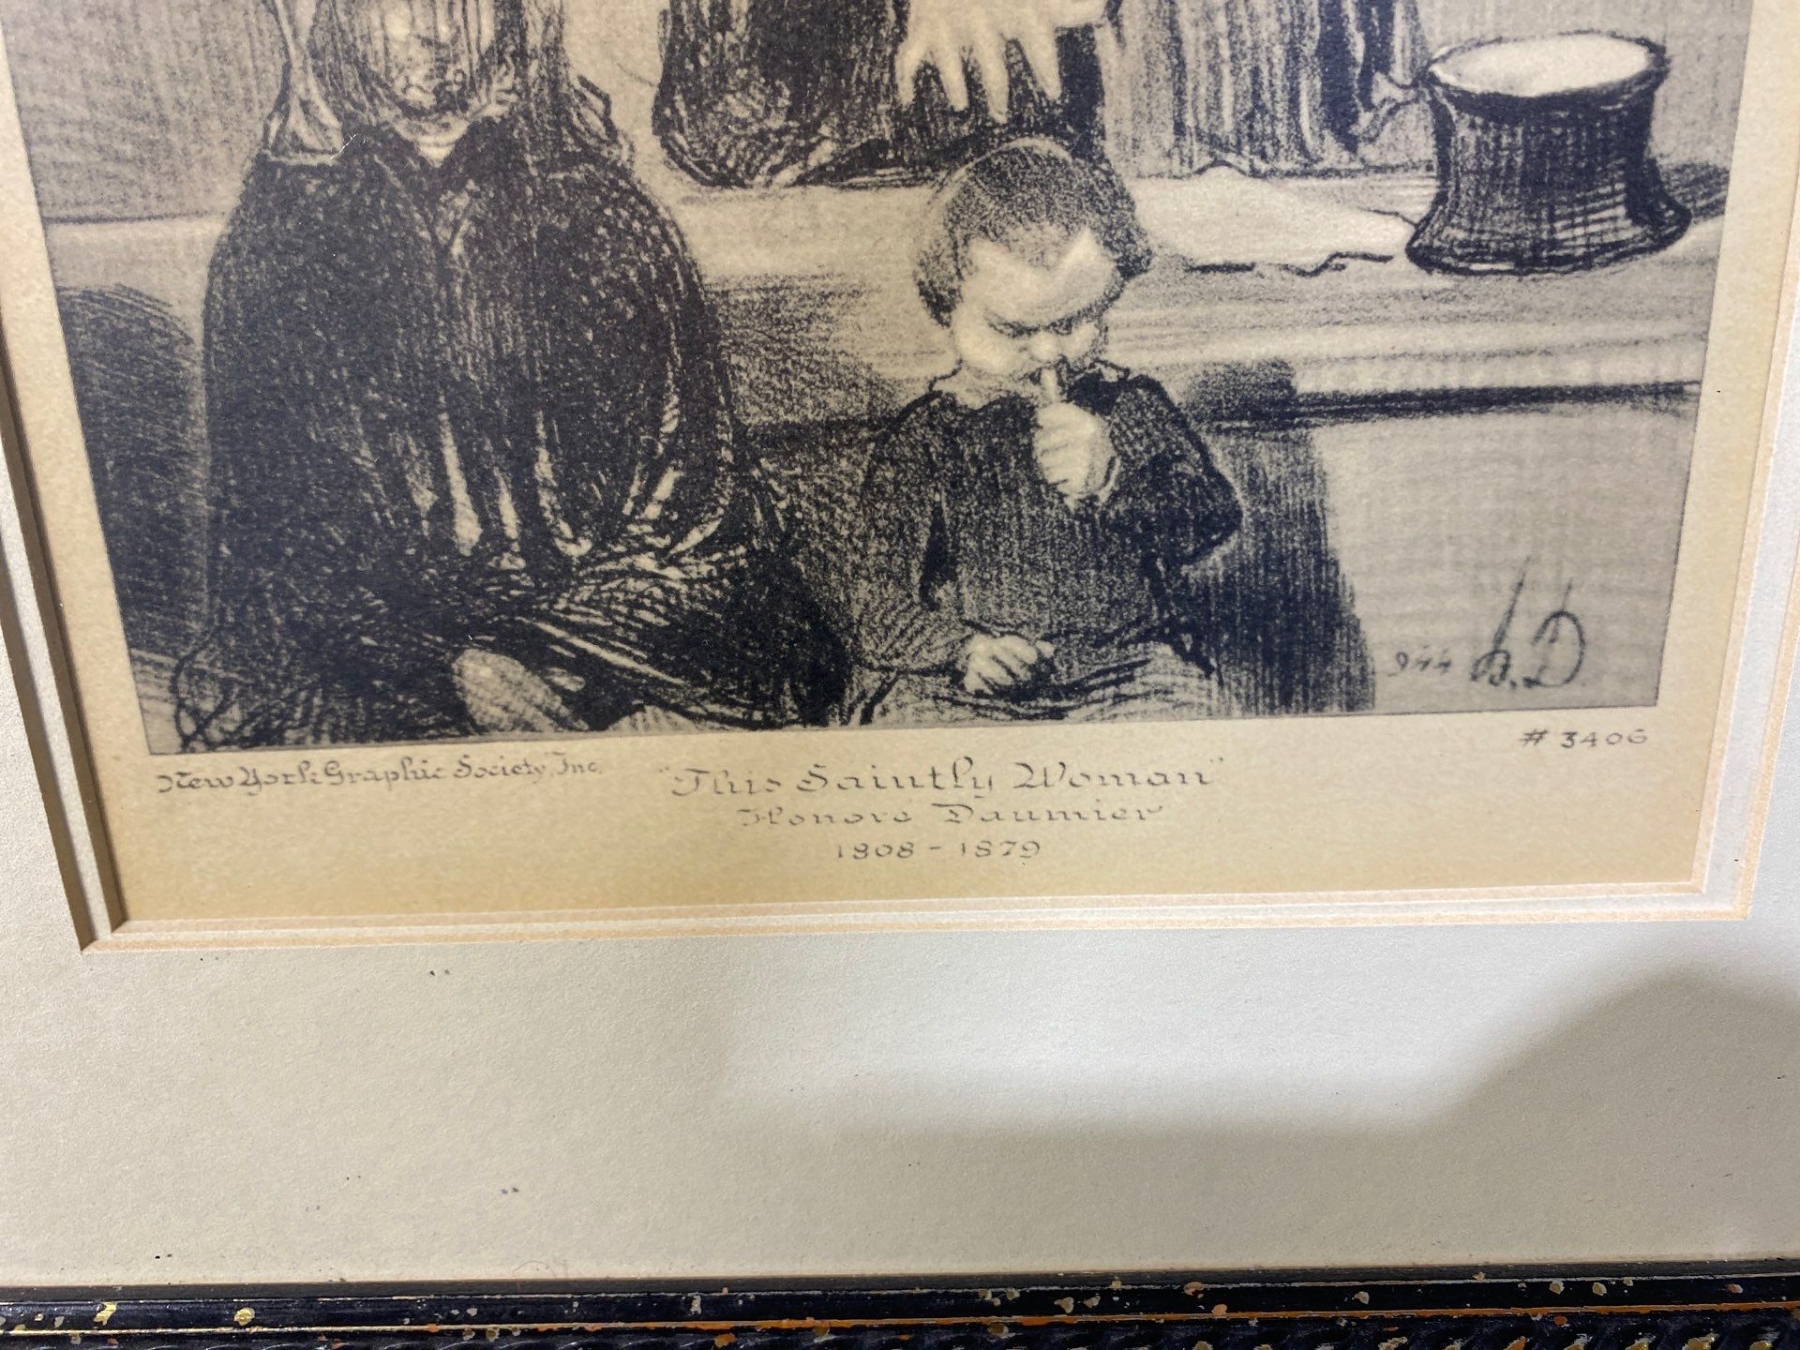 944 h.D.
# 3406
New York Graphic Society, Inc.
"This Saintly Woman"
Honore Daumier
1808 - 1879